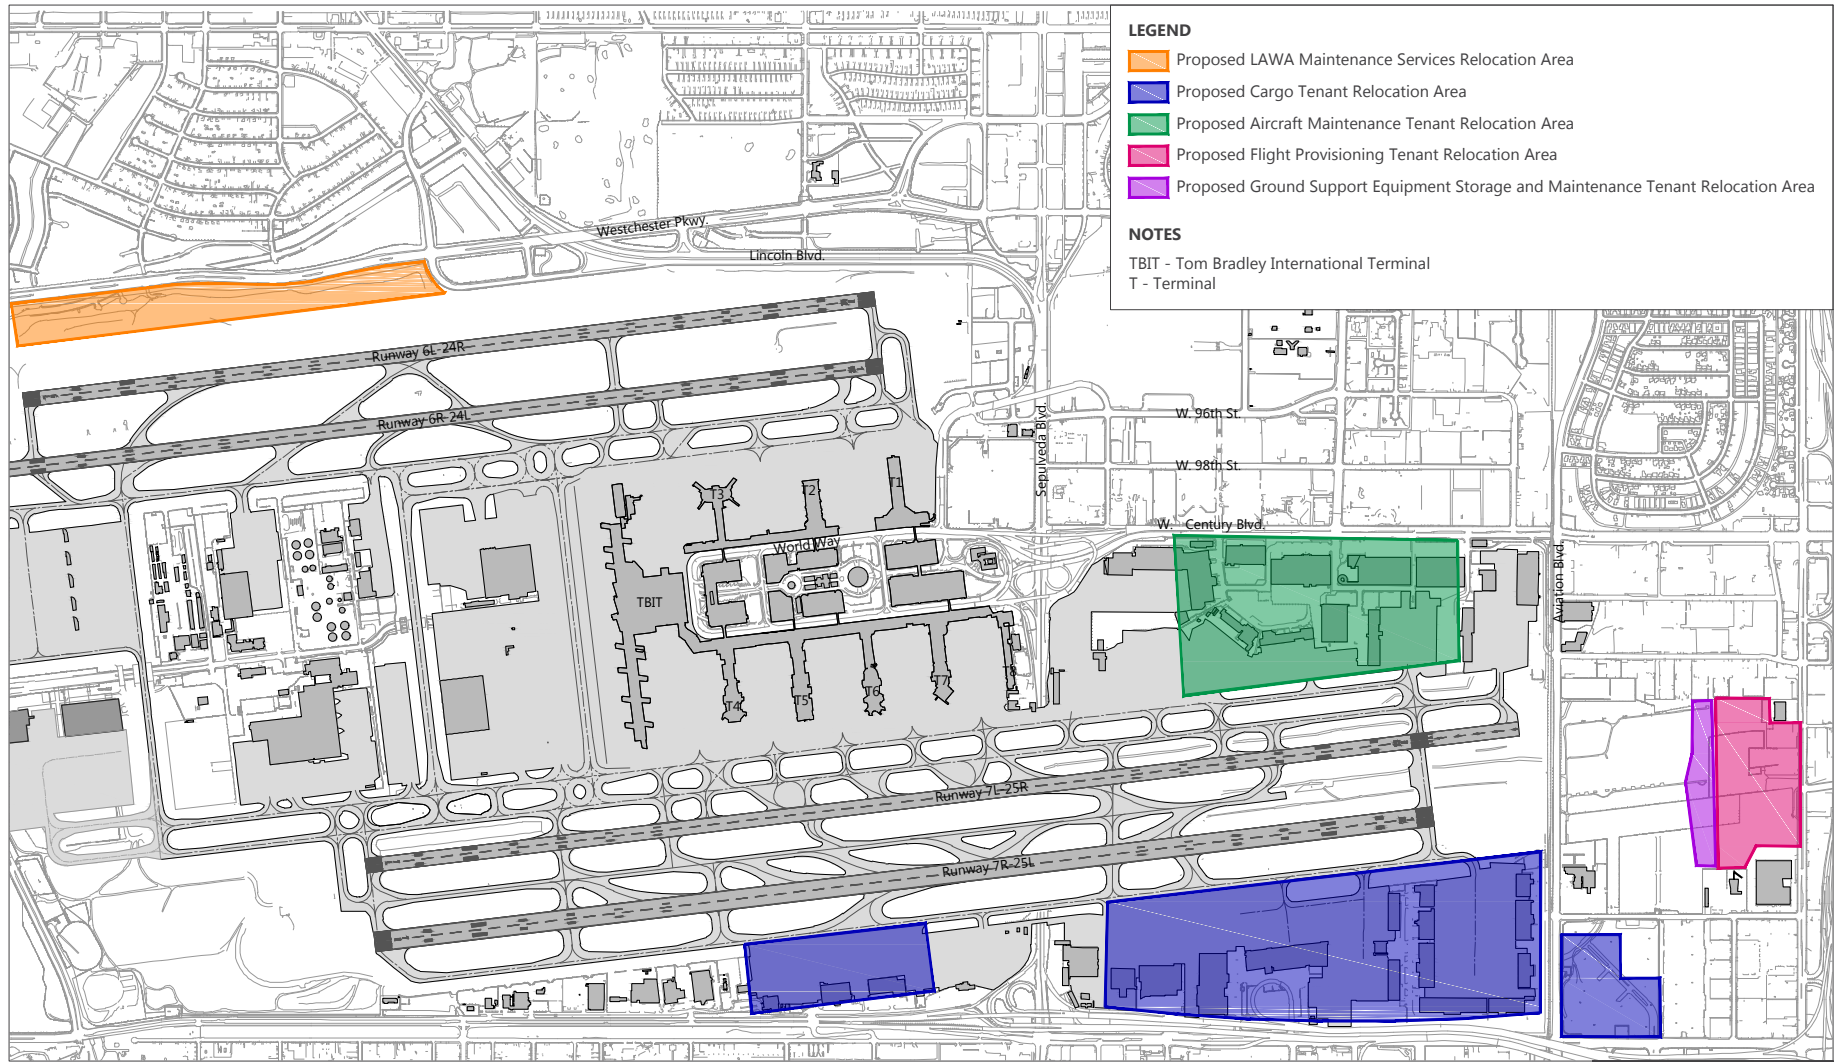 LEGEND
Proposed LAWA Maintenance Services Relocation Area
Proposed Cargo Tenant Relocation Area
Proposed Aircraft Maintenance Tenant Relocation Area
Proposed Flight Provisioning Tenant Relocation Area
Proposed Ground Support Equipment Storage and Maintenance Tenant Relocation Area
NOTES
TBIT - Tom Bradley International Terminal
T - Terminal
Westchester Pkwy.
Lincoln Blvd.
Runway 6L-24R
Runway 6R-24L
W. 96th St.
Sepulveda Blvd.
W. 98th St.
T3
T2
T1
W. Century Blvd.
World Way
Aviation Blvd.
TBIT
T4
T5
T6
T7
T8
Runway 7L-25R
Runway 7R-25L